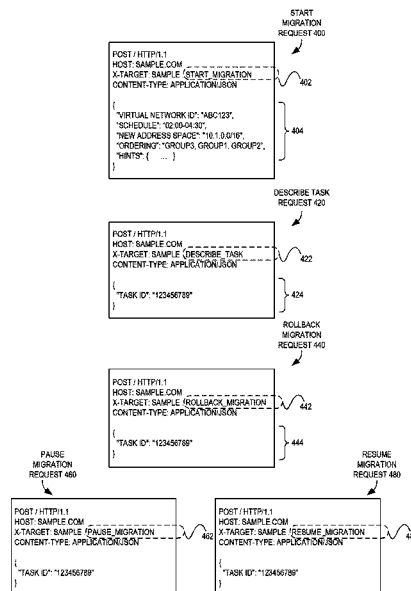 START
MIGRATION
REQUEST 400
POST / HTTP/1.1
HOST: SAMPLE.COM
X-TARGET: SAMPLE START_MIGRATION
CONTENT-TYPE: APPLICATION/JSON
402
{
"VIRTUAL NETWORK ID": "ABC123",
"SCHEDULE": "02:00-04:30",
"NEW ADDRESS SPACE": "10.1.0.0/16",
"ORDERING": "GROUP3, GROUP1, GROUP2",
"HINTS": { ... }
}
404
DESCRIBE TASK
REQUEST 420
POST / HTTP/1.1
HOST: SAMPLE.COM
X-TARGET: SAMPLE DESCRIBE_TASK
CONTENT-TYPE: APPLICATION/JSON
422
{
"TASK ID": "123456789"
}
424
ROLLBACK
MIGRATION
REQUEST 440
POST / HTTP/1.1
HOST: SAMPLE.COM
X-TARGET: SAMPLE ROLLBACK_MIGRATION
CONTENT-TYPE: APPLICATION/JSON
442
{
"TASK ID": "123456789"
}
444
PAUSE
MIGRATION
REQUEST 460
POST / HTTP/1.1
HOST: SAMPLE.COM
X-TARGET: SAMPLE PAUSE_MIGRATION
CONTENT-TYPE: APPLICATION/JSON
462
{
"TASK ID": "123456789"
}
RESUME
MIGRATION
REQUEST 480
POST / HTTP/1.1
HOST: SAMPLE.COM
X-TARGET: SAMPLE RESUME_MIGRATION
CONTENT-TYPE: APPLICATION/JSON
{
"TASK ID": "123456789"
}